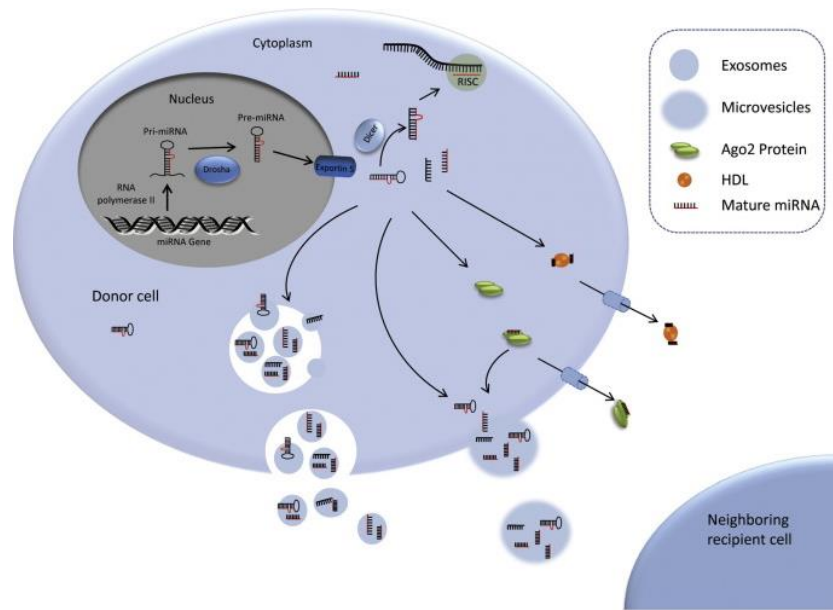 Cytoplasm
RISC
Nucleus
Pri-miRNA
Pre-miRNA
Dicer
Drosha
Exportin 5
RNA
polymerase II
miRNA Gene
Donor cell
Exosomes
Microvesicles
Ago2 Protein
HDL
Mature miRNA
Neighboring
recipient cell